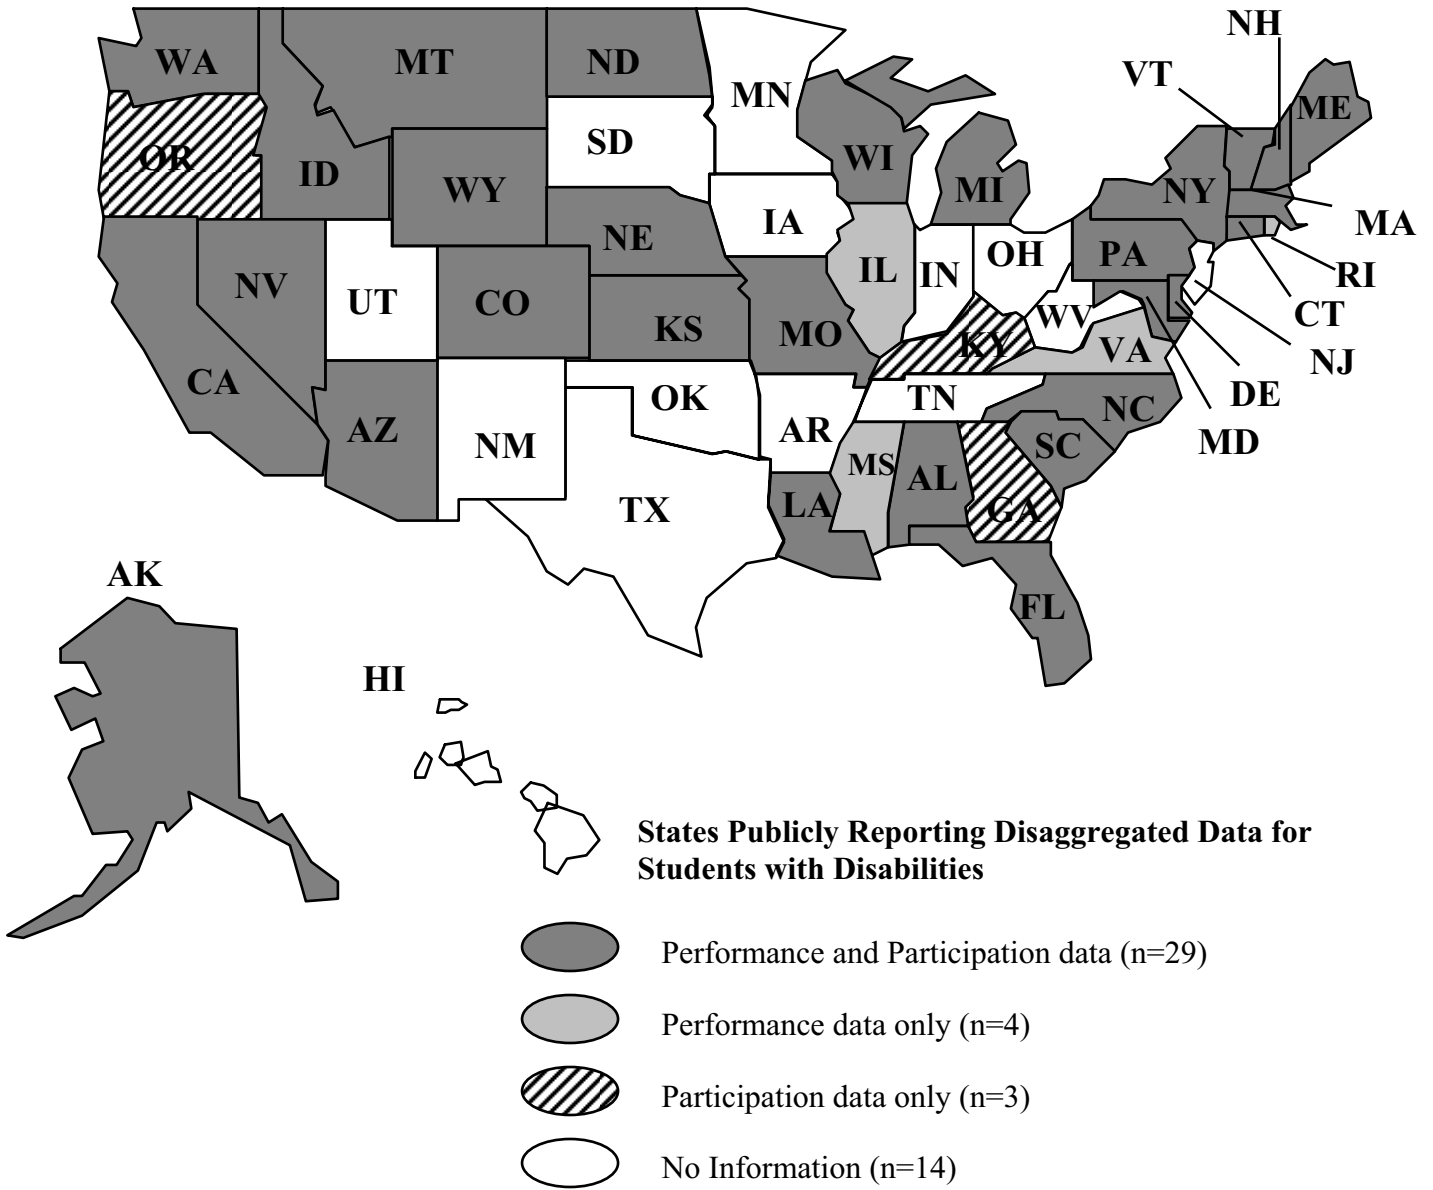 NH
WA
MT
ND
VT
MN
ME
SD
OR
WI
ID
WY
MI
NY
IA
MA
NE
PA
OH
IL
IN
RI
NV
UT
CO
WV
CT
KS
MO
KY
VA
NJ
CA
DE
OK
TN
NC
AZ
AR
MD
NM
SC
MS
AL
LA
TX
GA
AK
FL
HI
States Publicly Reporting Disaggregated Data for
Students with Disabilities
Performance and Participation data (n=29)
Performance data only (n=4)
Participation data only (n=3)
No Information (n=14)